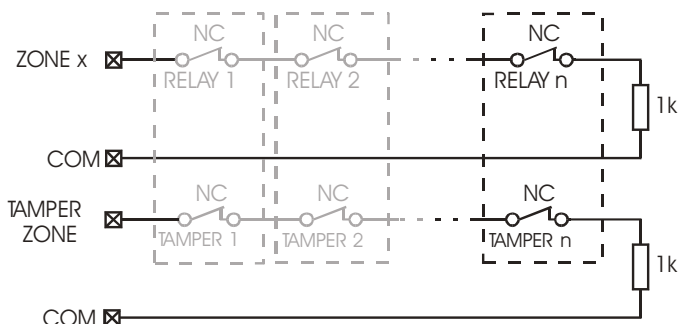 NC NC NC
ZONE x
RELAY 1 RELAY 2 RELAY n
1k
COM
NC NC NC
TAMPER
ZONE
TAMPER 1 TAMPER 2 TAMPER n
1k
COM